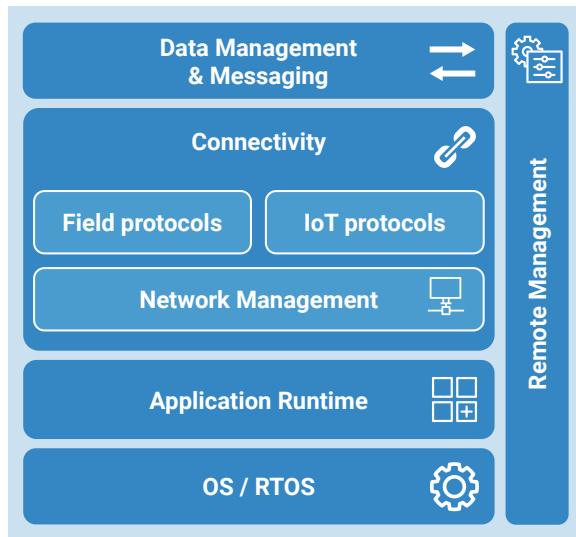 Data Management
& Messaging
Connectivity
Field protocols
IoT protocols
Network Management
Application Runtime
OS / RTOS
Remote Management